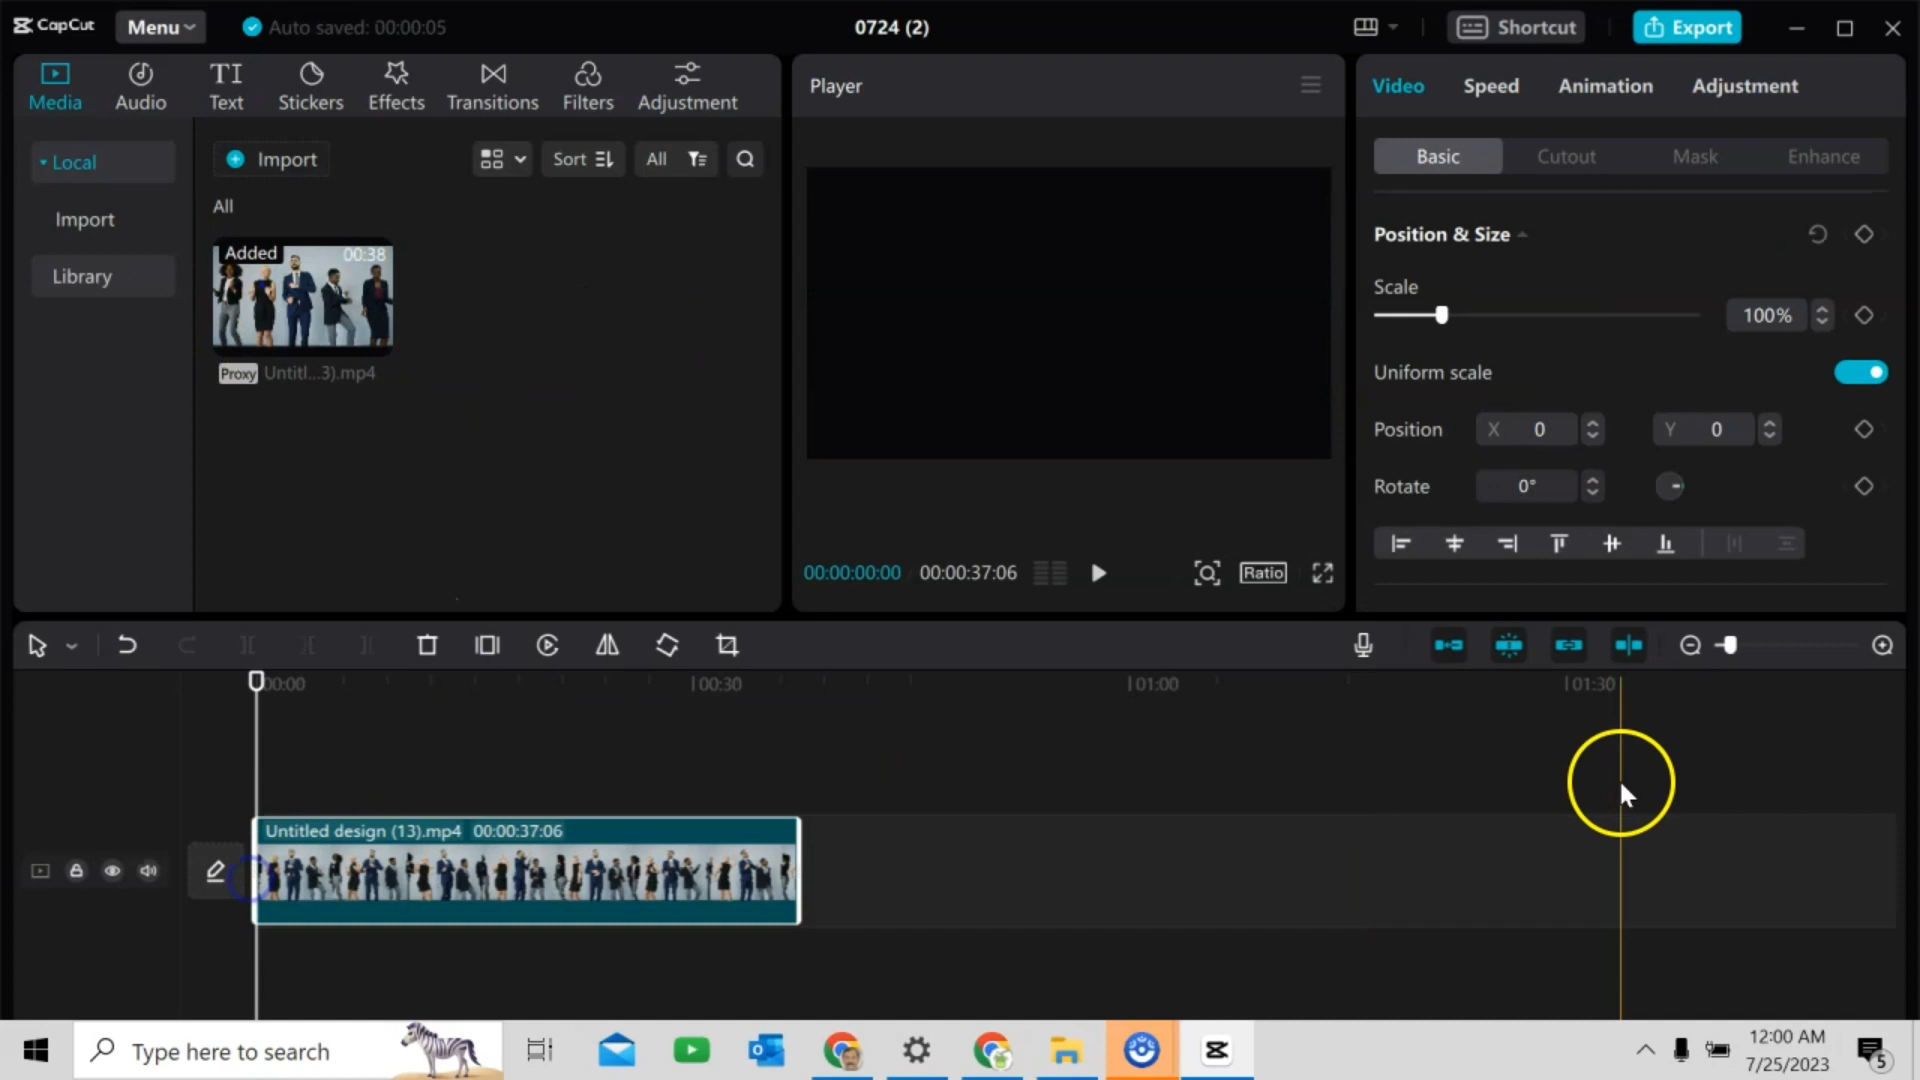 CapCut
Menu
Auto saved: 00:00:05
0724 (2)
Shortcut
Export
Media
Audio
TI
Text
Stickers
Effects
Transitions
Filters
Adjustment
Player
Video
Speed
Animation
Adjustment
Local
Import
Library
Import
Sort
All
All
Added
00:38
Proxy
Untitl...3).mp4
Basic
Cutout
Mask
Enhance
Position & Size
Scale
100%
Uniform scale
Position
X 0
Y 0
Rotate
0°
00:00:00:00
00:00:37:06
Ratio
00:00
00:30
01:00
01:30
Untitled design (13).mp4 00:00:37:06
Type here to search
12:00 AM
7/25/2023
5